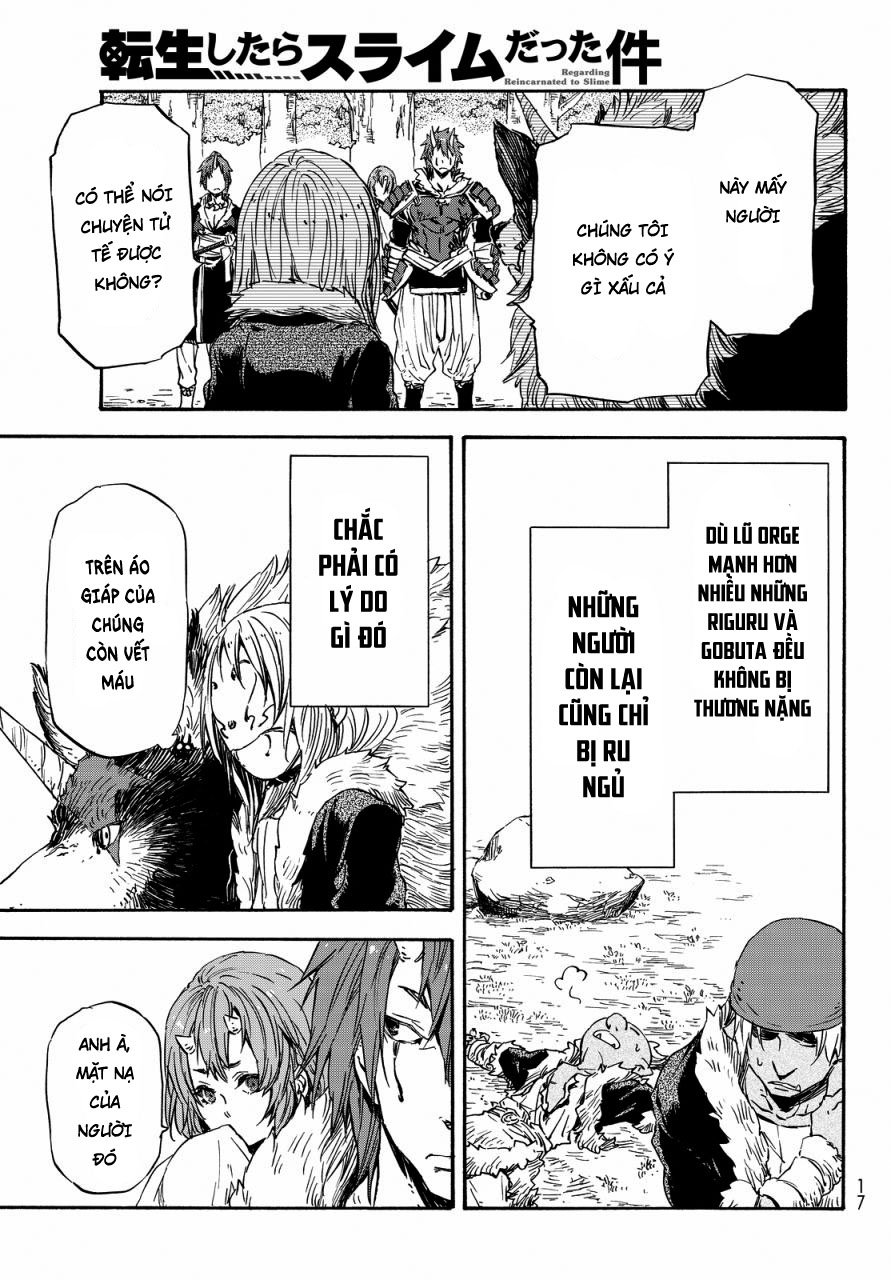 転生したらスライムだった件
Regarding
Reincarnated to Slime
NÀY MẤY
NGƯỜI
CHÚNG TÔI
KHÔNG CÓ Ý
GÌ XẤU CẢ
CÓ THỂ NÓI
CHUYỆN TỬ
TẾ ĐƯỢC
KHÔNG?
DÙ LŨ ORGE
MẠNH HƠN
NHIỀU NHỮNG
RIGURU VÀ
GOBUTA ĐỀU
KHÔNG BỊ
THƯƠNG NẶNG
NHỮNG
NGƯỜI
CÒN LẠI
CŨNG CHỈ
BỊ RU
NGỦ
CHẮC
PHẢI CÓ
LÝ DO
GÌ ĐÓ
TRÊN ÁO
GIÁP CỦA
CHÚNG
CÒN VẾT
MÁU
ANH À,
MẶT NẠ
CỦA
NGƯỜI
ĐÓ
17